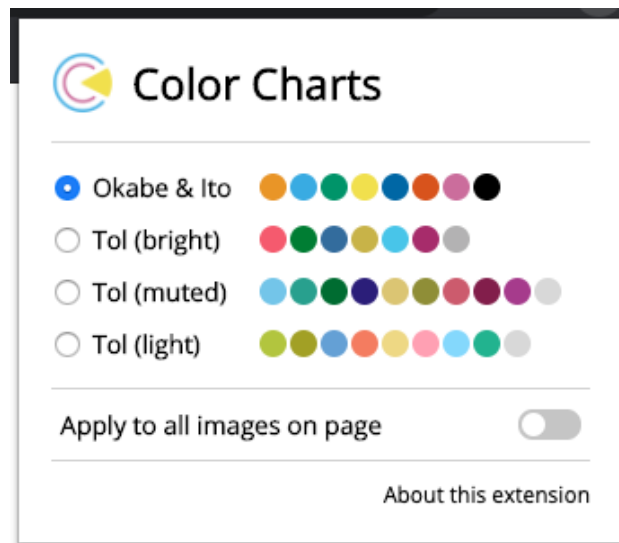 Color Charts
Okabe & Ito
Tol (bright)
Tol (muted)
Tol (light)
Apply to all images on page
About this extension